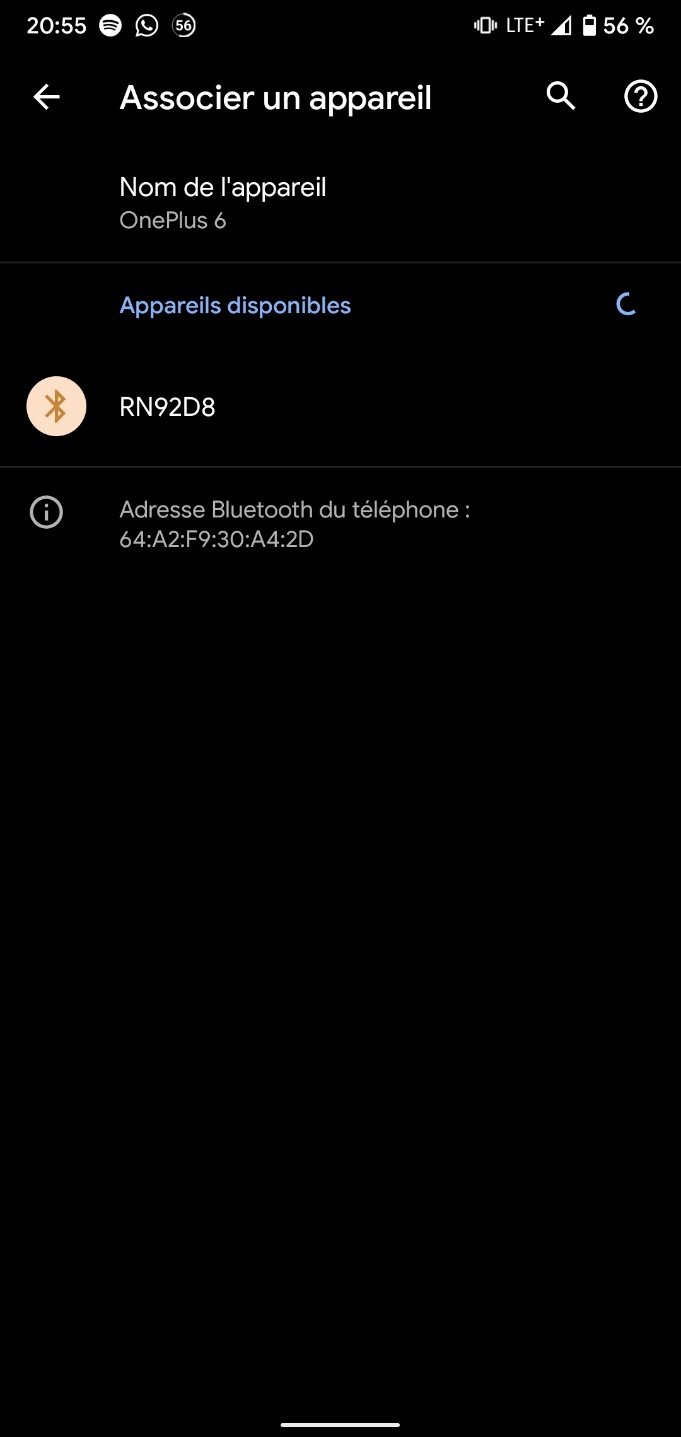 20:55 56 LTE+ 56 %
Associer un appareil
Nom de l'appareil
OnePlus 6
Appareils disponibles
RN92D8
Adresse Bluetooth du téléphone :
64:A2:F9:30:A4:2D